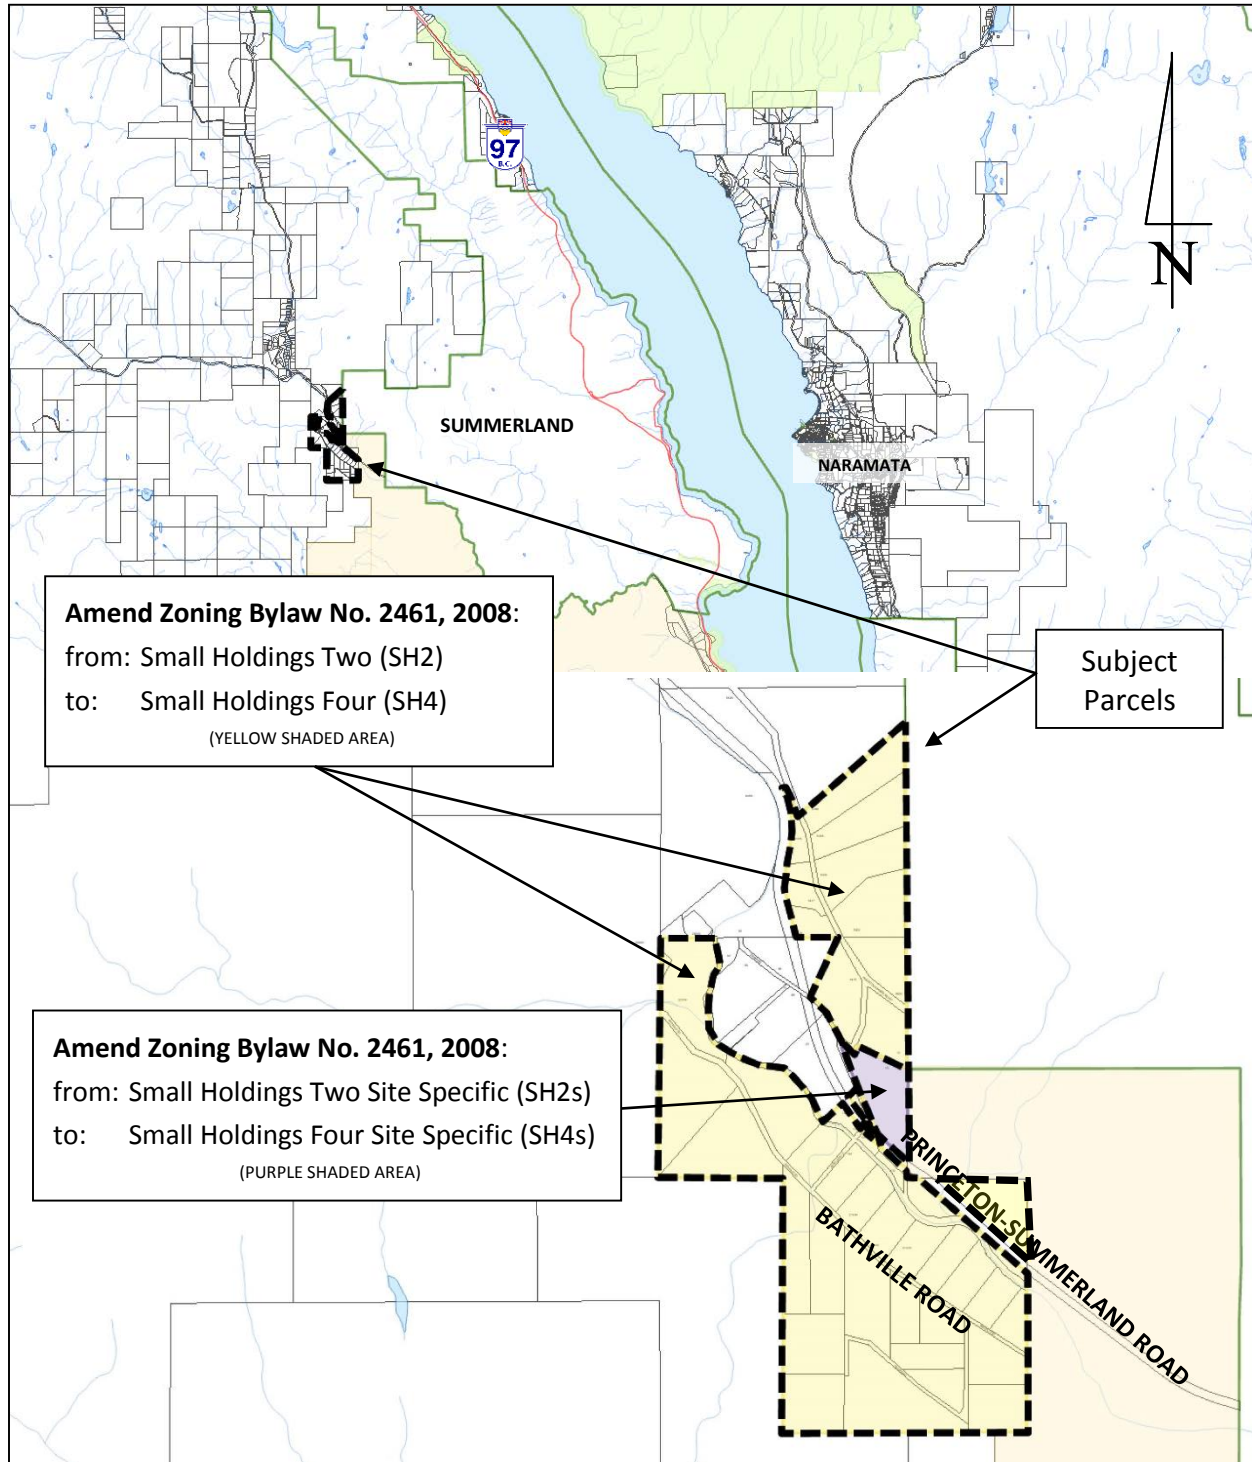 97
B.C.
N
SUMMERLAND
NARAMATA
Amend Zoning Bylaw No. 2461, 2008:
from: Small Holdings Two (SH2)
to: Small Holdings Four (SH4)
(YELLOW SHADED AREA)
Subject
Parcels
Amend Zoning Bylaw No. 2461, 2008:
from: Small Holdings Two Site Specific (SH2s)
to: Small Holdings Four Site Specific (SH4s)
(PURPLE SHADED AREA)
PRINCETON-SUMMERLAND ROAD
BATHVILLE ROAD